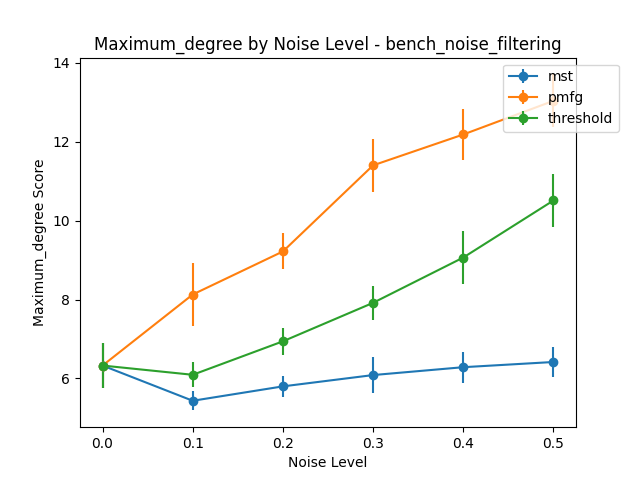 Maximum_degree by Noise Level - bench_noise_filtering
mst
pmfg
threshold
Maximum_degree Score
14
12
10
8
6
0.0 0.1 0.2 0.3 0.4 0.5
Noise Level